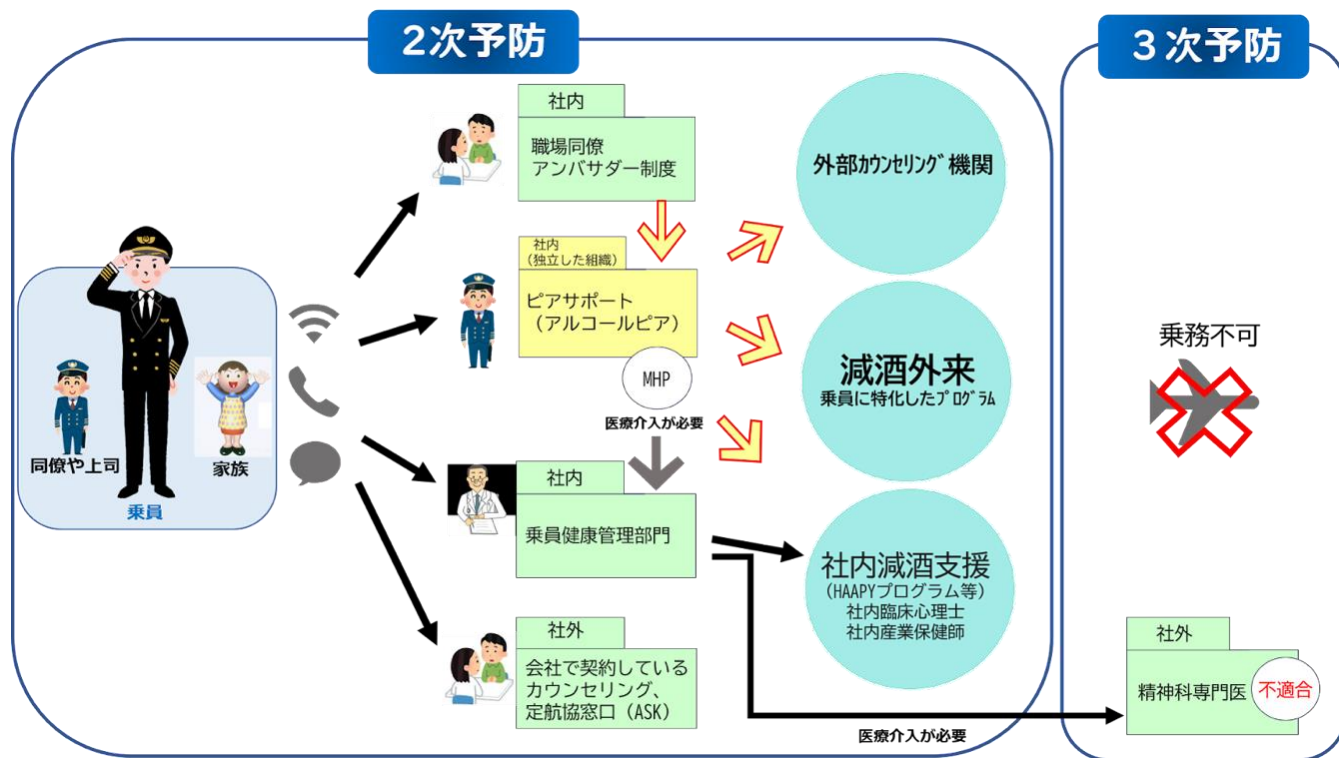 2次予防
3次予防
同僚や上司
家族
乗員
社内
職場同僚
アンバサダー制度
社内
(独立した組織)
ピアサポート
(アルコールピア)
MHP
医療介入が必要
社内
乗員健康管理部門
社外
会社で契約している
カウンセリング、
定航協窓口(ASK)
外部ｶｳﾝｾﾘﾝｸﾞ機関
減酒外来
乗員に特化したﾌﾟﾛｸﾞﾗﾑ
社内減酒支援
(HAAPYプログラム等)
社内臨床心理士
社内産業保健師
医療介入が必要
乗務不可
社外
精神科専門医
不適合